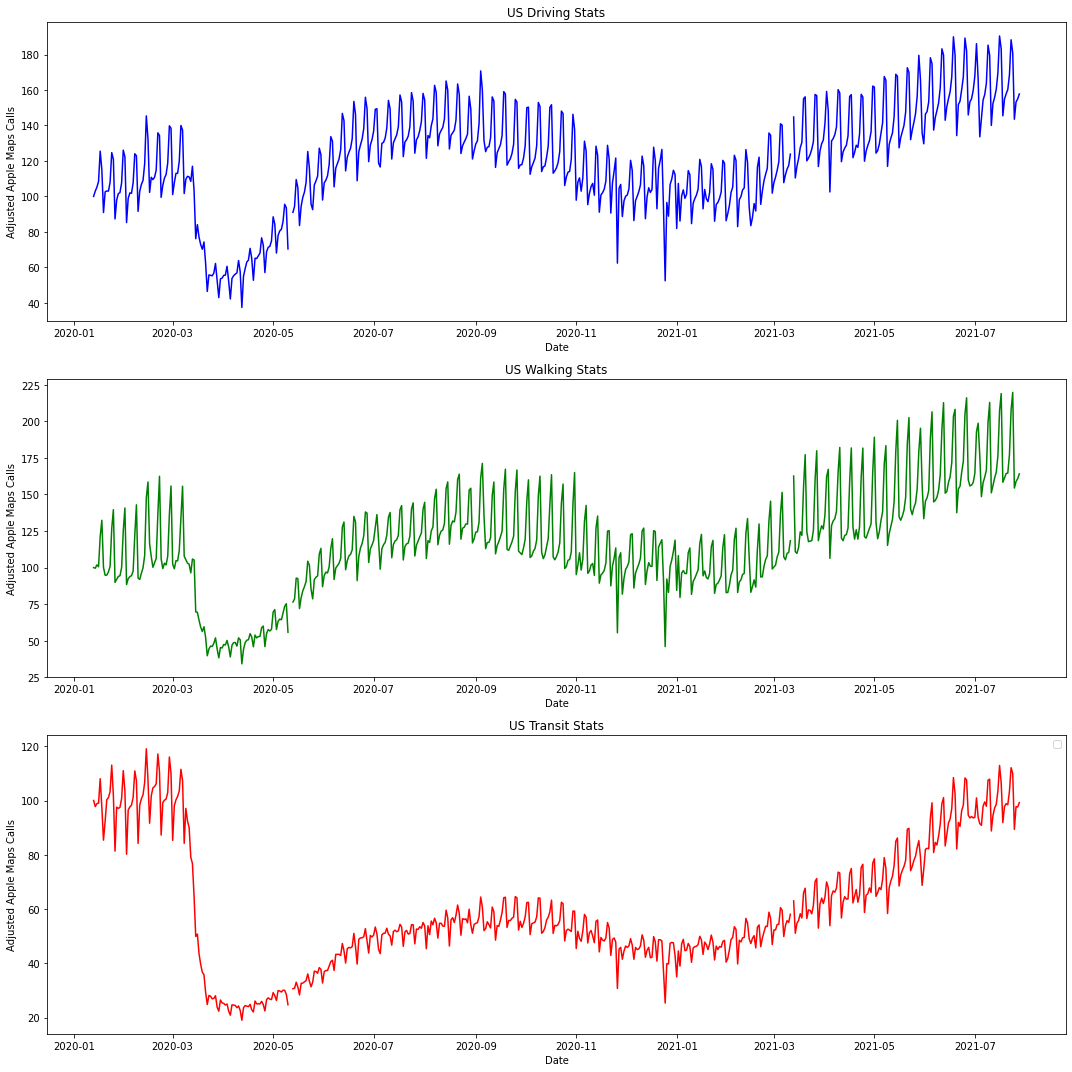 US Driving Stats
180
160
140
120
100
80
60
40
Adjusted Apple Maps Calls
2020-01 2020-03 2020-05 2020-07 2020-09 2020-11 2021-01 2021-03 2021-05 2021-07
Date
US Walking Stats
225
200
175
150
125
100
75
50
25
Adjusted Apple Maps Calls
2020-01 2020-03 2020-05 2020-07 2020-09 2020-11 2021-01 2021-03 2021-05 2021-07
Date
US Transit Stats
120
100
80
60
40
20
Adjusted Apple Maps Calls
2020-01 2020-03 2020-05 2020-07 2020-09 2020-11 2021-01 2021-03 2021-05 2021-07
Date